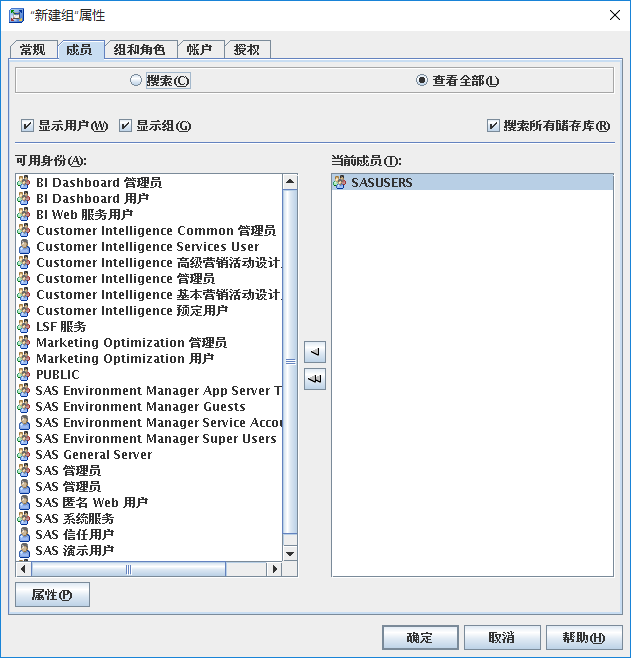 "新建组"属性
常规 成员 组和角色 帐户 授权
搜索(C) 查看全部(L)
显示用户(W) 显示组(G) 搜索所有储存库(R)
可用身份(A): 当前成员(T):
BI Dashboard 管理员
BI Dashboard 用户
BI Web 服务用户
Customer Intelligence Common 管理员
Customer Intelligence Services User
Customer Intelligence 高级营销活动设计
Customer Intelligence 管理员
Customer Intelligence 基本营销活动设计
Customer Intelligence 预定用户
LSF 服务
Marketing Optimization 管理员
Marketing Optimization 用户
PUBLIC
SAS Environment Manager App Server T
SAS Environment Manager Guests
SAS Environment Manager Service Accou
SAS Environment Manager Super Users
SAS General Server
SAS 管理员
SAS 管理员
SAS 匿名 Web 用户
SAS 系统服务
SAS 信任用户
SAS 演示用户
SASUSERS
属性(P)
确定 取消 帮助(H)